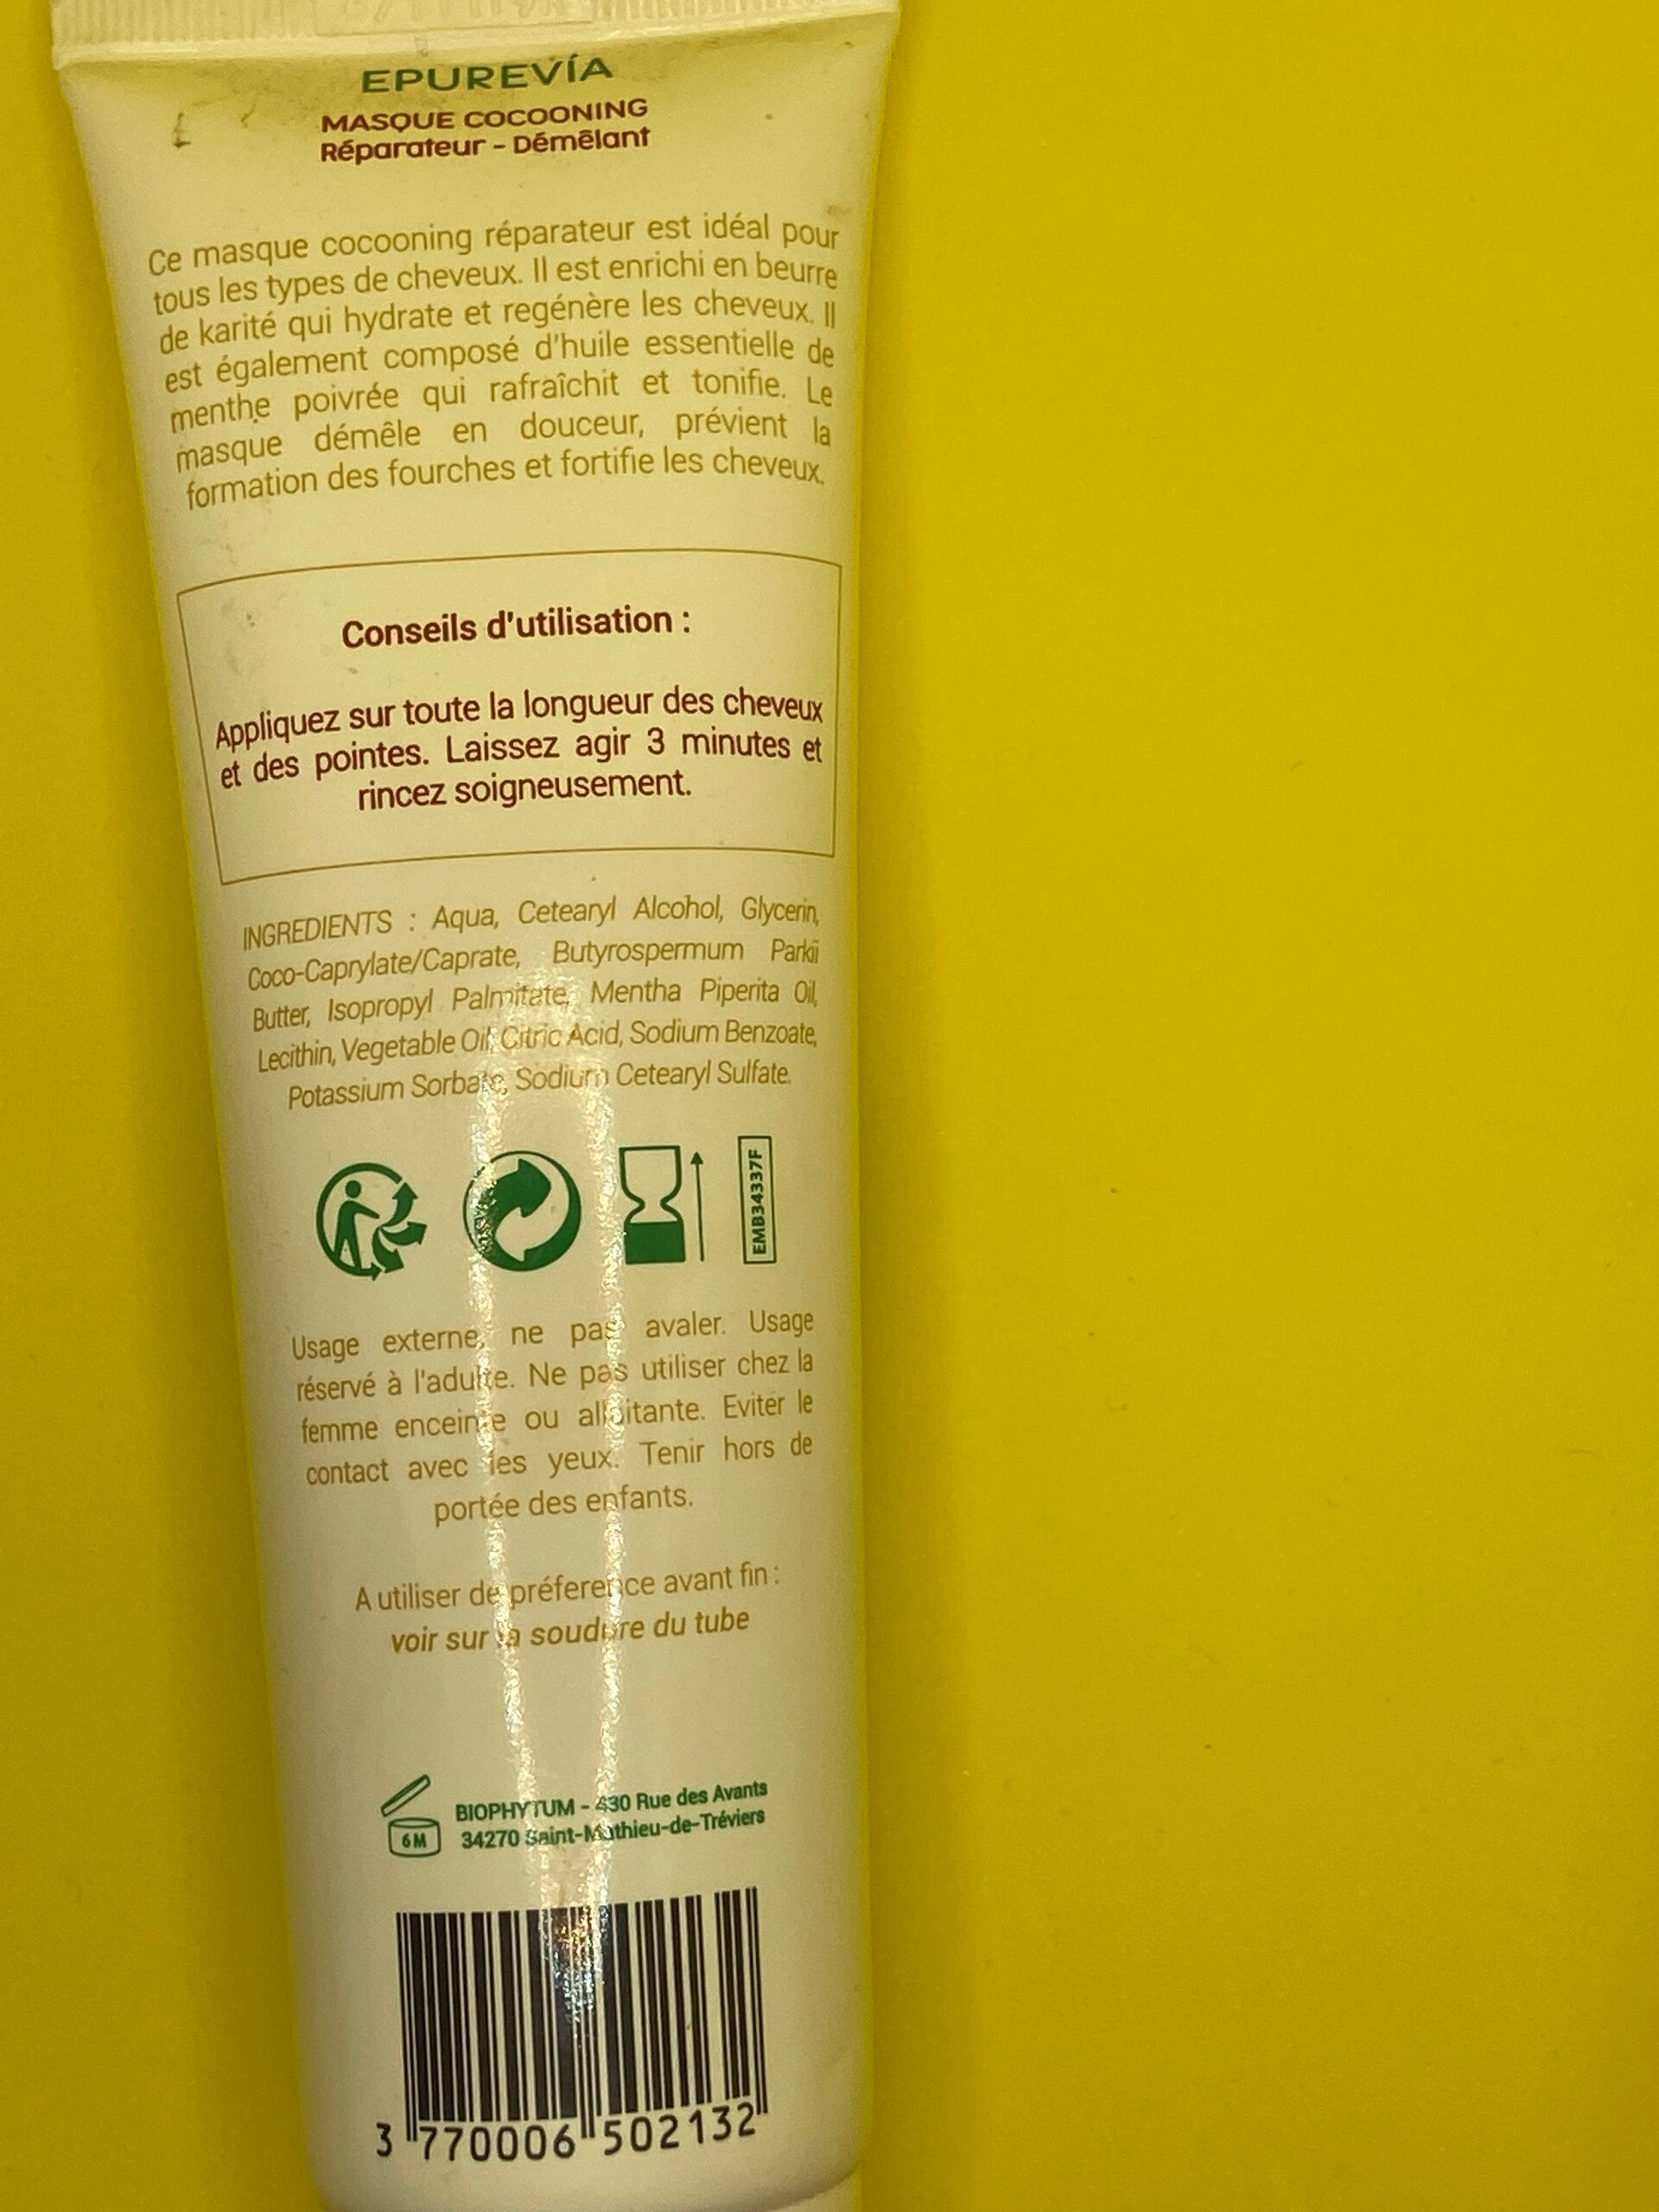 EPUREVÍA
MASQUE COCOONING
Réparateur - Démêlant
Ce masque cocooning réparateur est idéal pour
tous les types de cheveux. Il est enrichi en beurre
de karité qui hydrate et regénère les cheveux. Il
est également composé d'huile essentielle de
menthe poivrée qui rafraîchit et tonifie. Le
masque démêle en douceur, prévient la
formation des fourches et fortifie les cheveux.
Conseils d'utilisation :
Appliquez sur toute la longueur des cheveux
et des pointes. Laissez agir 3 minutes et
rincez soigneusement.
INGREDIENTS : Aqua, Cetearyl Alcohol, Glycerin,
Coco-Caprylate/Caprate, Butyrospermum Parkii
Butter, Isopropyl Palmitate, Mentha Piperita Oil,
Lecithin, Vegetable Oil, Citric Acid, Sodium Benzoate,
Potassium Sorbate, Sodium Cetearyl Sulfate.
EMB34337F
Usage externe, ne pas avaler. Usage
réservé à l'adulte. Ne pas utiliser chez la
femme enceinte ou allaitante. Eviter le
contact avec les yeux. Tenir hors de
portée des enfants.
A utiliser de préference avant fin :
voir sur la soudure du tube
6M
BIOPHYTUM - 430 Rue des Avants
34270 Saint-Mathieu-de-Tréviers
3 770006 502132